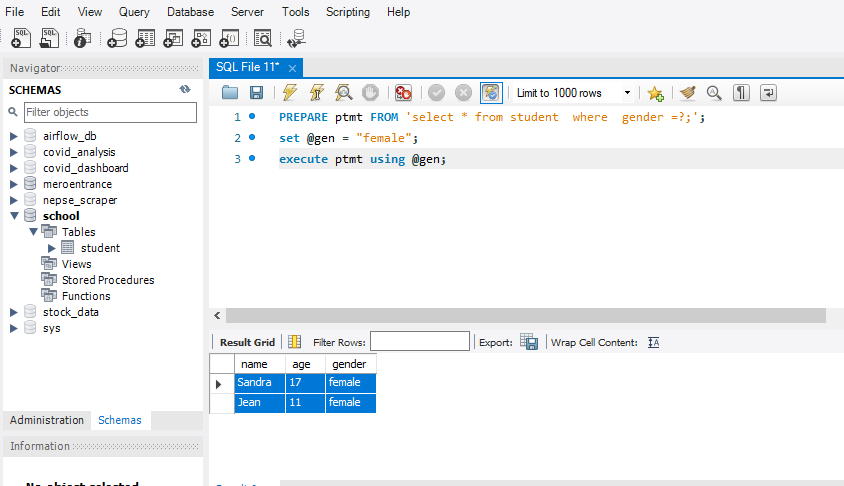 File Edit View Query Database Server Tools Scripting Help
Navigator
SCHEMAS
Filter objects
airflow_db
covid_analysis
covid_dashboard
meroentrance
nepse_scraper
school
Tables
student
Views
Stored Procedures
Functions
stock_data
sys
Administration Schemas
Information
SQL File 11*
Limit to 1000 rows
1 PREPARE ptmt FROM 'select * from student  where  gender =?;';
2 set @gen = "female";
3 execute ptmt using @gen;
Result Grid Filter Rows: Export: Wrap Cell Content:
name age gender
Sandra 17 female
Jean 11 female